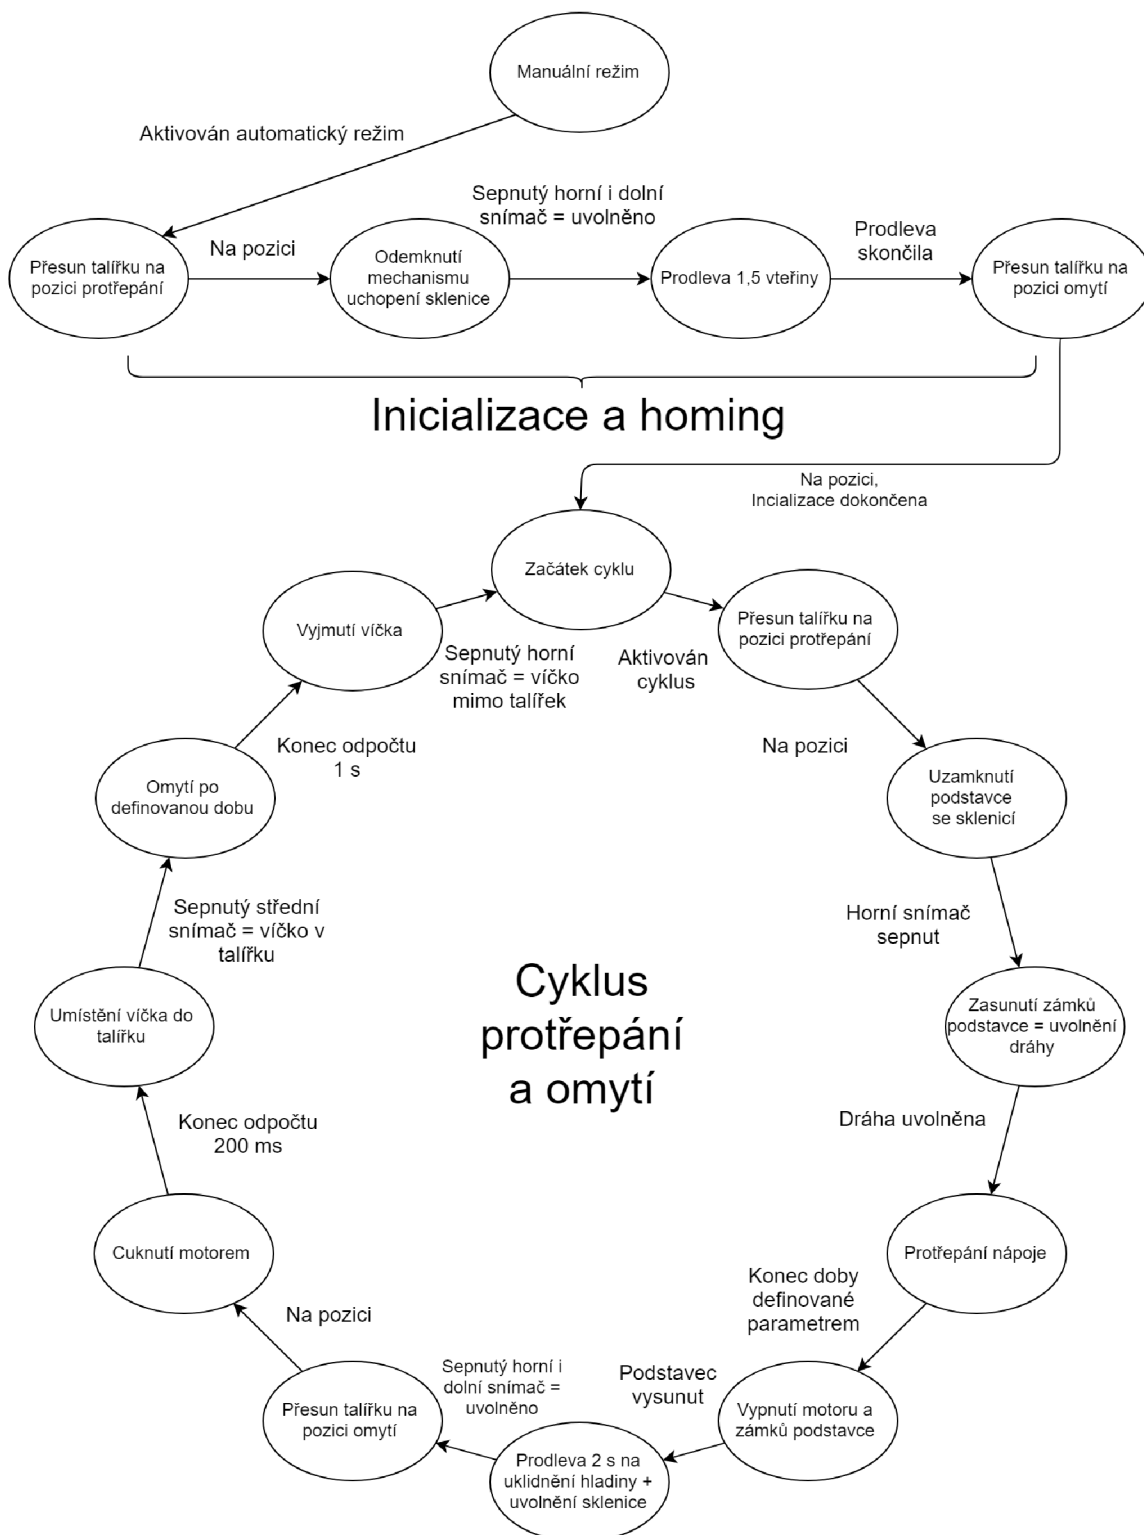 Manuální režim
Aktivován automatický režim
Sepnutý horní i dolní
snímač = uvolněno
Přesun talířku na
pozici protřepání
Na pozici
Odemknutí
mechanismu
uchopení sklenice
Prodleva 1,5 vteřiny
Prodleva
skončila
Přesun talířku na
pozici omytí
Inicializace a homing
Na pozici,
Incializace dokončena
Začátek cyklu
Aktivován
cyklus
Přesun talířku na
pozici protřepání
Na pozici
Uzamknutí
podstavce
se sklenicí
Horní snímač
sepnut
Zasunutí zámků
podstavce = uvolnění
dráhy
Dráha uvolněna
Protřepání nápoje
Konec doby
definované
parametrem
Vypnutí motoru a
zámků podstavce
Podstavec
vysunut
Prodleva 2 s na
uklidnění hladiny +
uvolnění sklenice
Sepnutý horní i
dolní snímač =
uvolněno
Přesun talířku na
pozici omytí
Na pozici
Cuknutí motorem
Konec odpočtu
200 ms
Umístění víčka do
talířku
Sepnutý střední
snímač = víčko v
talířku
Omytí po
definovanou dobu
Konec odpočtu
1 s
Vyjmutí víčka
Sepnutý horní
snímač = víčko
mimo talířek
Cyklus
protřepání
a omytí